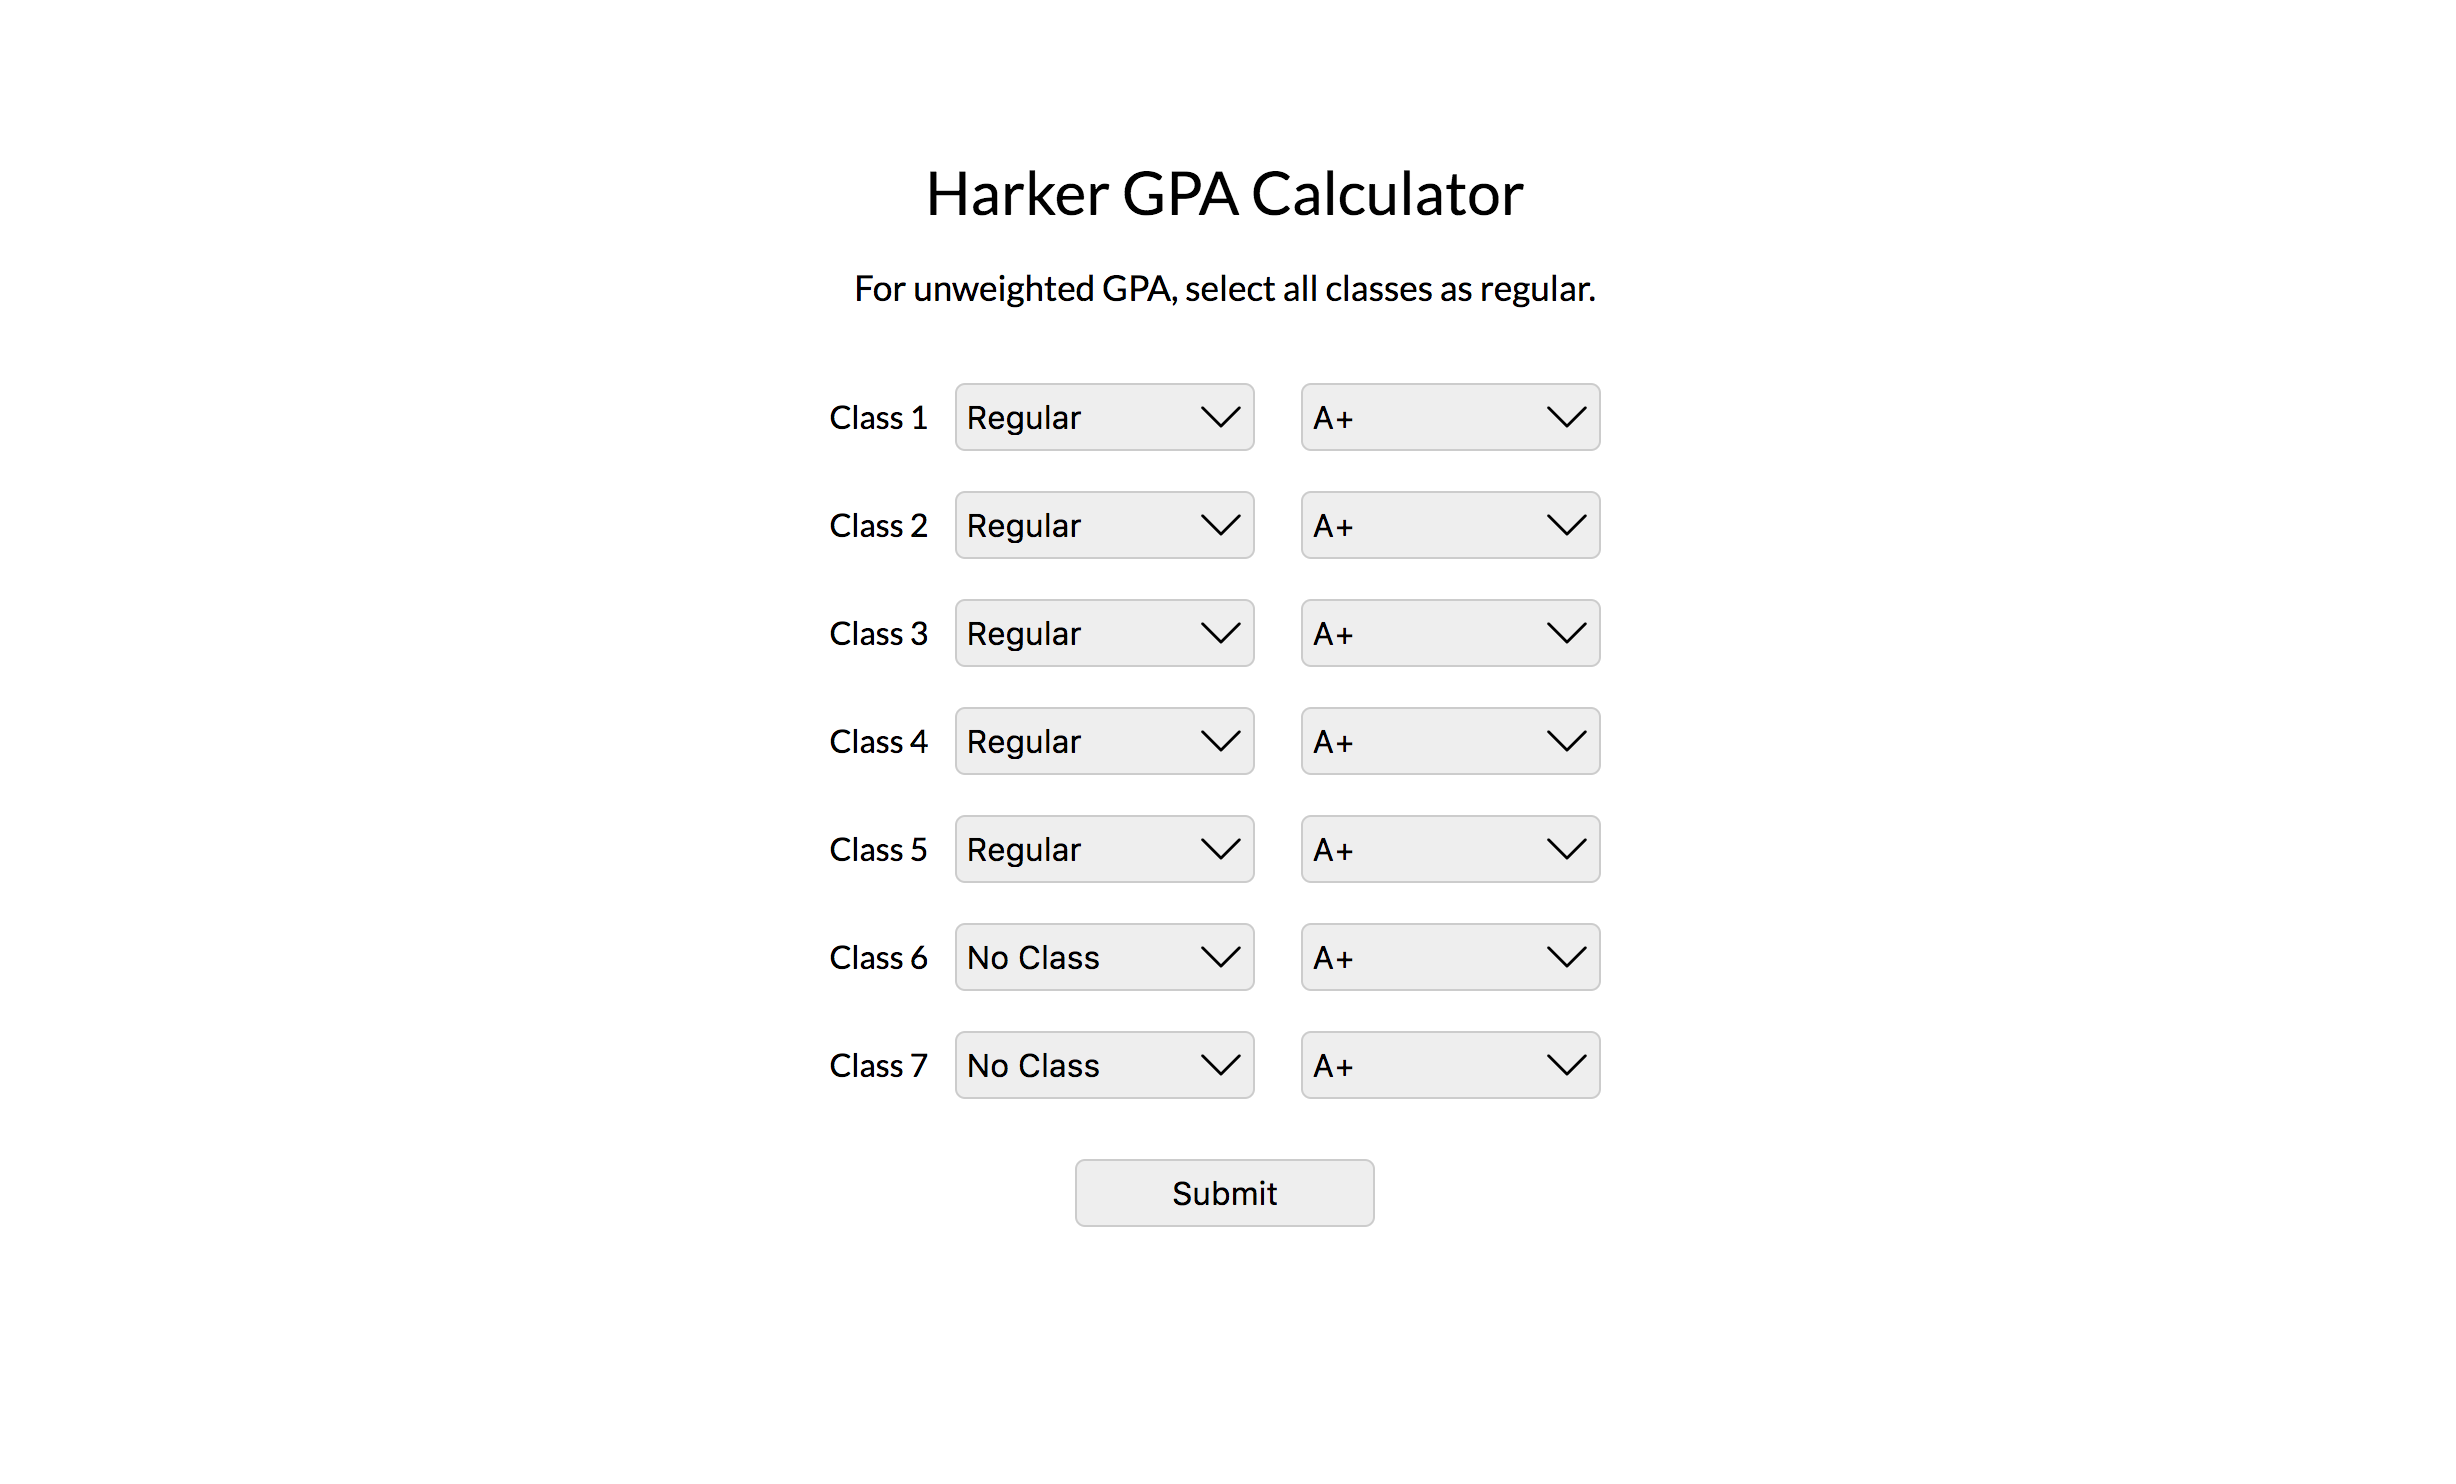 Harker GPA Calculator
For unweighted GPA, select all classes as regular.
Class 1 Regular A+
Class 2 Regular A+
Class 3 Regular A+
Class 4 Regular A+
Class 5 Regular A+
Class 6 No Class A+
Class 7 No Class A+
Submit